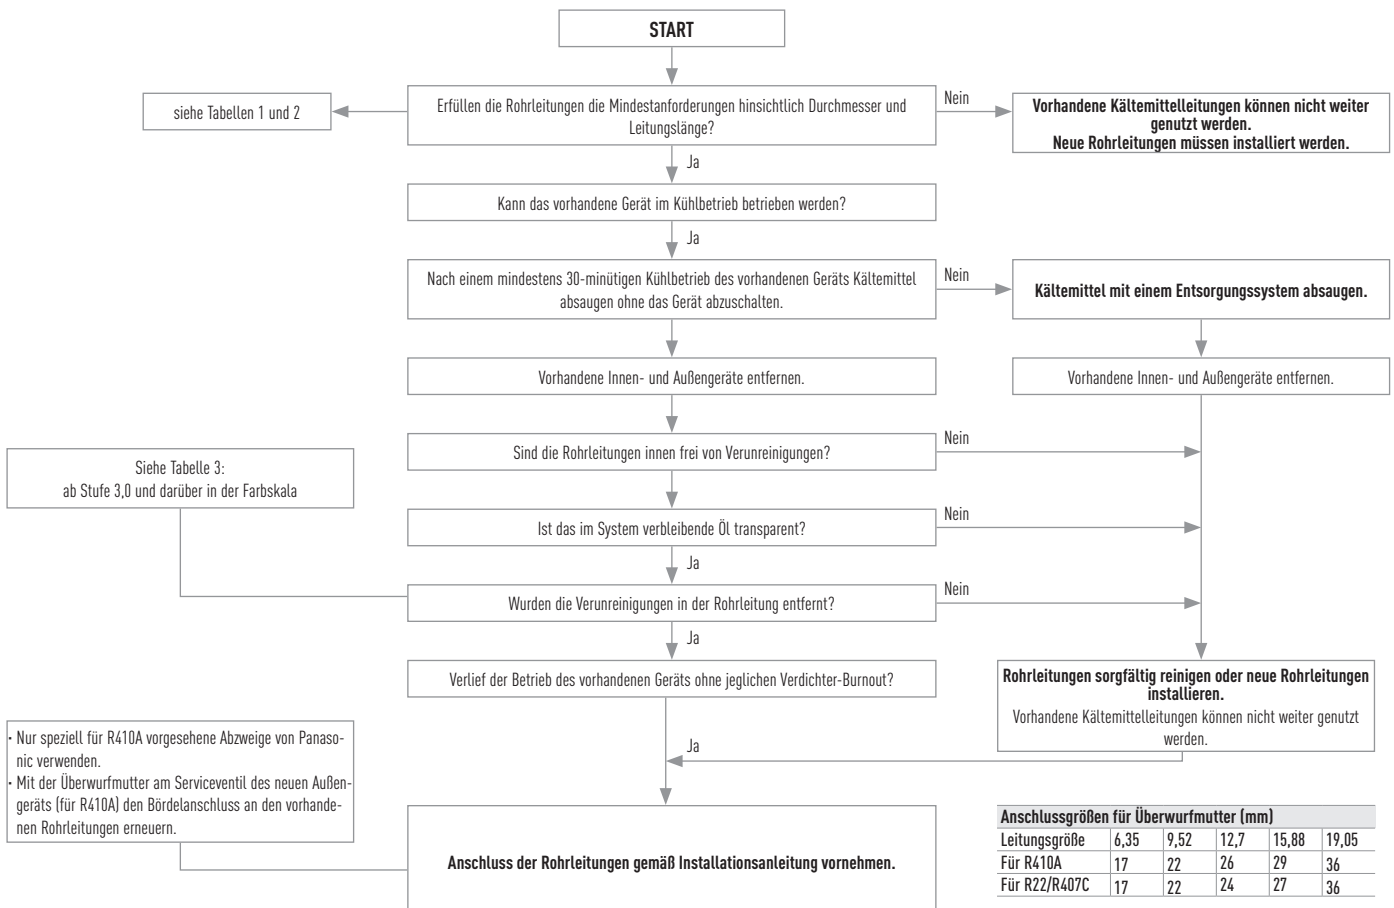 START
siehe Tabellen 1 und 2
Erfüllen die Rohrleitungen die Mindestanforderungen hinsichtlich Durchmesser und
Leitungslänge?
Nein
Vorhandene Kältemittelleitungen können nicht weiter
genutzt werden.
Neue Rohrleitungen müssen installiert werden.
Ja
Kann das vorhandene Gerät im Kühlbetrieb betrieben werden?
Ja
Nach einem mindestens 30-minütigen Kühlbetrieb des vorhandenen Geräts Kältemittel
absaugen ohne das Gerät abzuschalten.
Nein
Kältemittel mit einem Entsorgungssystem absaugen.
Vorhandene Innen- und Außengeräte entfernen.
Vorhandene Innen- und Außengeräte entfernen.
Sind die Rohrleitungen innen frei von Verunreinigungen?
Nein
Siehe Tabelle 3:
ab Stufe 3,0 und darüber in der Farbskala
Ist das im System verbleibende Öl transparent?
Nein
Ja
Wurden die Verunreinigungen in der Rohrleitung entfernt?
Nein
Ja
Verlief der Betrieb des vorhandenen Geräts ohne jeglichen Verdichter-Burnout?
Rohrleitungen sorgfältig reinigen oder neue Rohrleitungen
installieren.
Vorhandene Kältemittelleitungen können nicht weiter genutzt
werden.
Ja
· Nur speziell für R410A vorgesehene Abzweige von Panaso-
nic verwenden.
· Mit der Überwurfmutter am Serviceventil des neuen Außen-
geräts (für R410A) den Bördelanschluss an den vorhande-
nen Rohrleitungen erneuern.
Anschluss der Rohrleitungen gemäß Installationsanleitung vornehmen.
Anschlussgrößen für Überwurfmutter (mm)
Leitungsgröße 6,35 9,52 12,7 15,88 19,05
Für R410A 17 22 26 29 36
Für R22/R407C 17 22 24 27 36